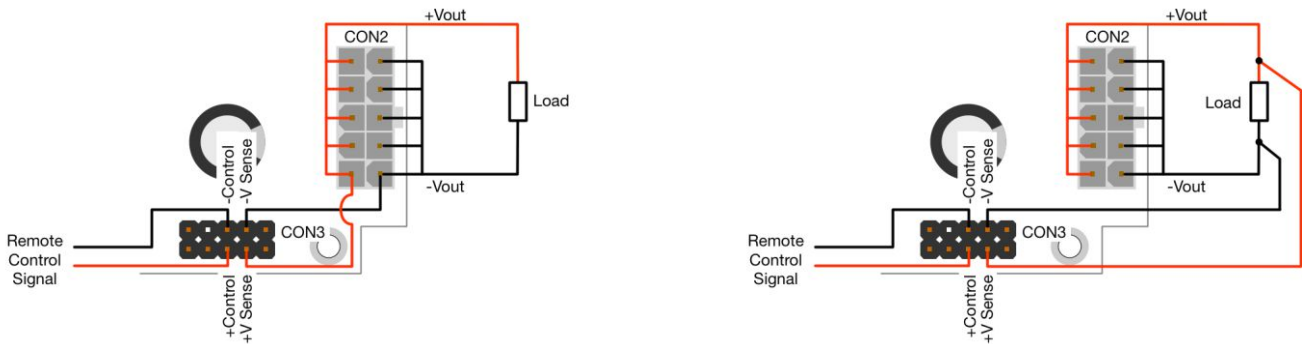 +Vout
CON2
Load
-Control
-V Sense
-Vout
CON3
Remote
Control
Signal
+Control
+V Sense
+Vout
CON2
Load
-Control
-V Sense
-Vout
CON3
Remote
Control
Signal
+Control
+V Sense